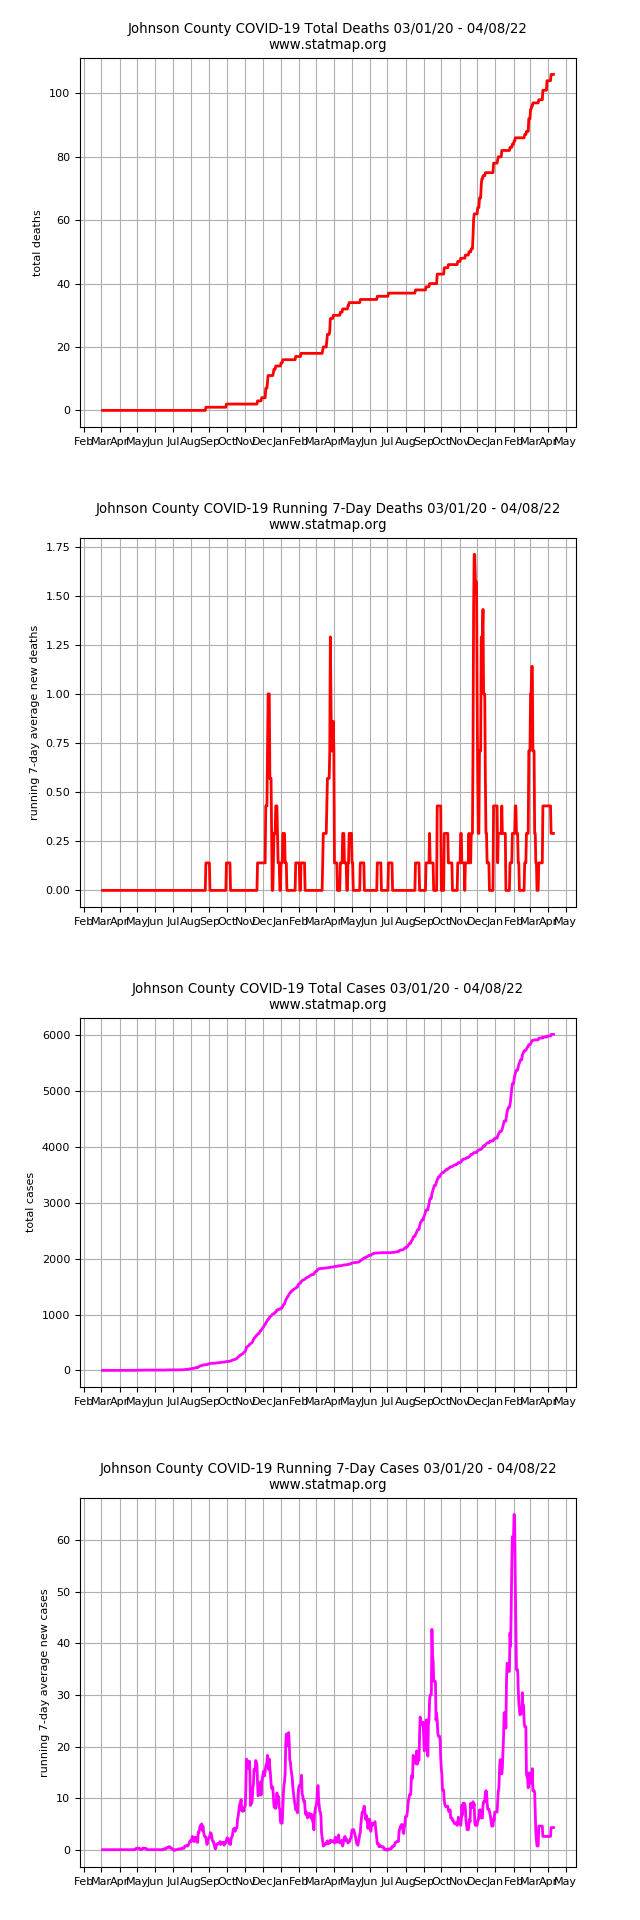 Johnson County COVID-19 Total Deaths 03/01/20 - 04/08/22
www.statmap.org
total deaths
100
80
60
40
20
0
Feb Mar Apr May Jun Jul Aug Sep Oct Nov Dec Jan Feb Mar Apr May Jun Jul Aug Sep Oct Nov Dec Jan Feb Mar Apr May
Johnson County COVID-19 Running 7-Day Deaths 03/01/20 - 04/08/22
www.statmap.org
running 7-day average new deaths
1.75
1.50
1.25
1.00
0.75
0.50
0.25
0.00
Feb Mar Apr May Jun Jul Aug Sep Oct Nov Dec Jan Feb Mar Apr May Jun Jul Aug Sep Oct Nov Dec Jan Feb Mar Apr May
Johnson County COVID-19 Total Cases 03/01/20 - 04/08/22
www.statmap.org
total cases
6000
5000
4000
3000
2000
1000
0
Feb Mar Apr May Jun Jul Aug Sep Oct Nov Dec Jan Feb Mar Apr May Jun Jul Aug Sep Oct Nov Dec Jan Feb Mar Apr May
Johnson County COVID-19 Running 7-Day Cases 03/01/20 - 04/08/22
www.statmap.org
running 7-day average new cases
60
50
40
30
20
10
0
Feb Mar Apr May Jun Jul Aug Sep Oct Nov Dec Jan Feb Mar Apr May Jun Jul Aug Sep Oct Nov Dec Jan Feb Mar Apr May